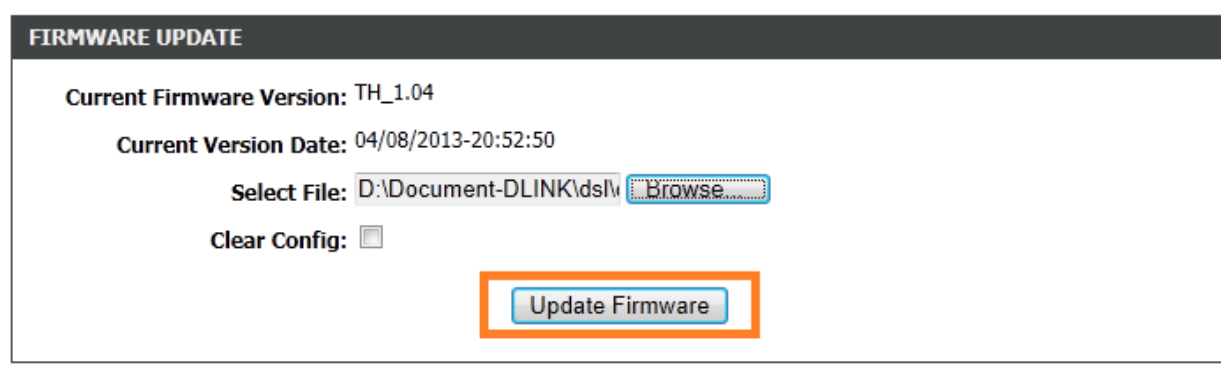 FIRMWARE UPDATE
Current Firmware Version: TH_1.04
Current Version Date: 04/08/2013-20:52:50
Select File: D:\Document-DLINK\dsl\ Browse...
Clear Config:
Update Firmware